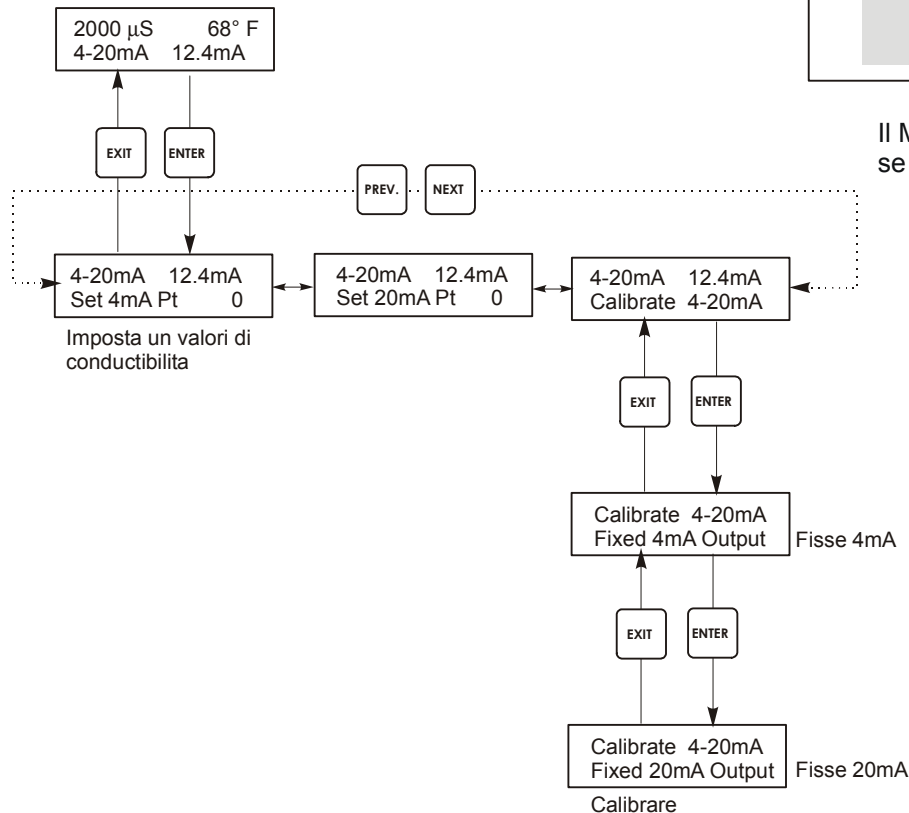 2000 μS 68° F
4-20mA 12.4mA
EXIT ENTER
Il M
se
PREV. NEXT
4-20mA 12.4mA
Set 4mA Pt 0
4-20mA 12.4mA
Set 20mA Pt 0
4-20mA 12.4mA
Calibrate 4-20mA
Imposta un valori di
conductibilita
EXIT ENTER
Calibrate 4-20mA
Fixed 4mA Output
Fisse 4mA
EXIT ENTER
Calibrate 4-20mA
Fixed 20mA Output
Fisse 20mA
Calibrare